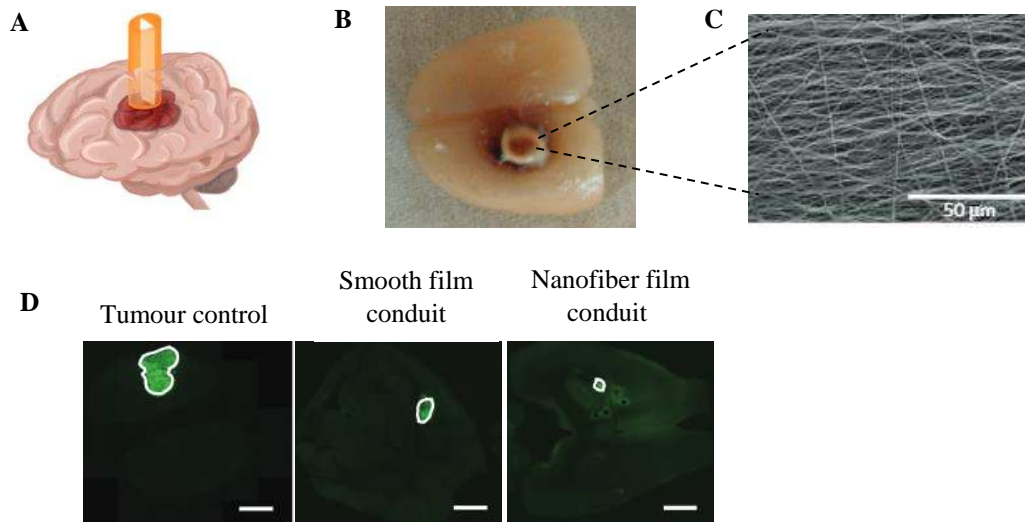 A
B
C
50 µm
D
Tumour control
Smooth film
conduit
Nanofiber film
conduit